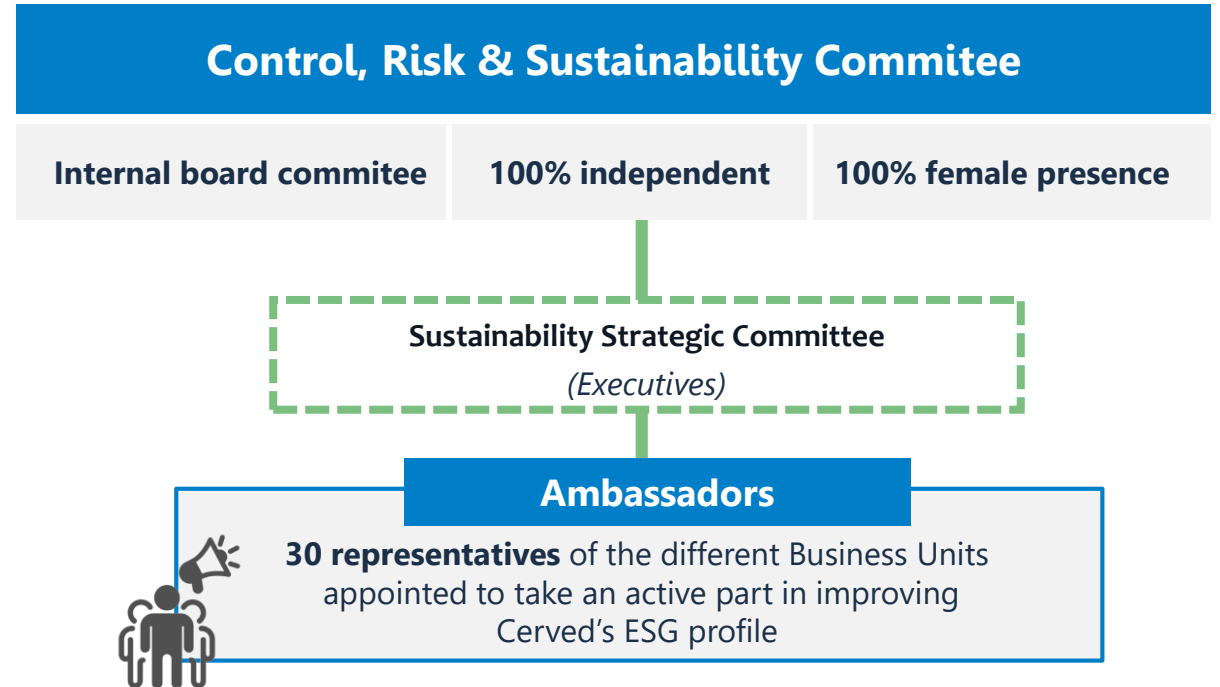 Control, Risk & Sustainability Commitee
Internal board commitee
100% independent
100% female presence
Sustainability Strategic Committee
(Executives)
Ambassadors
30 representatives of the different Business Units
appointed to take an active part in improving
Cerved’s ESG profile